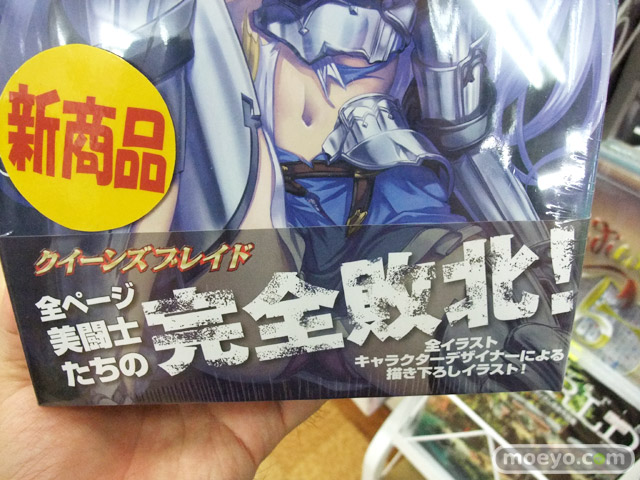 新商品
クイーンズブレイド
全ページ
美闘士
たちの
完全敗北!
全イラスト
キャラクターデザイナーによる
描き下ろしイラスト!
moeyo.com